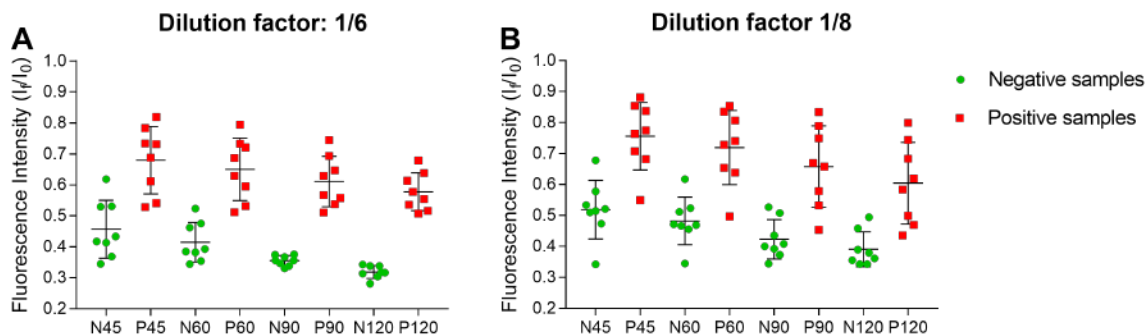 Dilution factor: 1/6
A
Fluorescence Intensity (If/I0)
1.0
0.9
0.8
0.7
0.6
0.5
0.4
0.3
0.2
N45 P45 N60 P60 N90 P90 N120 P120
Dilution factor 1/8
B
Fluorescence Intensity (If/I0)
1.0
0.9
0.8
0.7
0.6
0.5
0.4
0.3
0.2
N45 P45 N60 P60 N90 P90 N120 P120
Negative samples
Positive samples